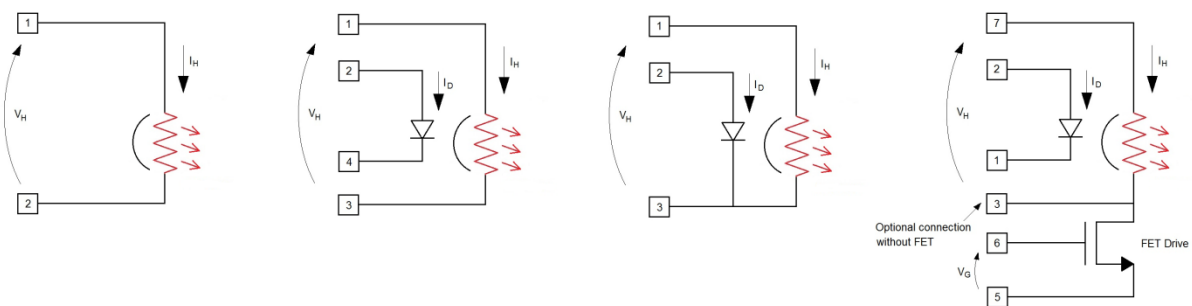 1
I_H
V_H
2
1
2
I_D
I_H
V_H
4
3
1
2
I_D
I_H
V_H
3
7
2
I_D
I_H
V_H
1
3
Optional connection
without FET
6
FET Drive
V_G
5